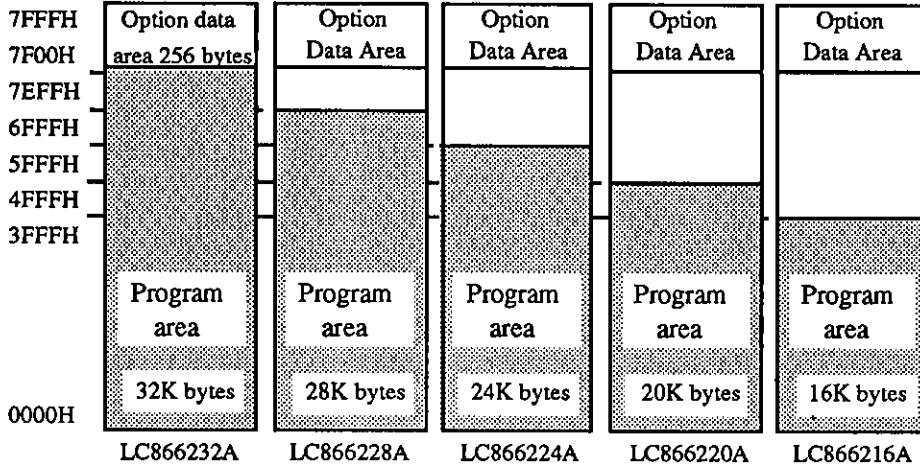 7FFFH
7F00H
7EFFH
6FFFH
5FFFH
4FFFH
3FFFH
0000H
Option data
area 256 bytes
Program
area
32K bytes
LC866232A
Option
Data Area
Program
area
28K bytes
LC866228A
Option
Data Area
Program
area
24K bytes
LC866224A
Option
Data Area
Program
area
20K bytes
LC866220A
Option
Data Area
Program
area
16K bytes
LC866216A